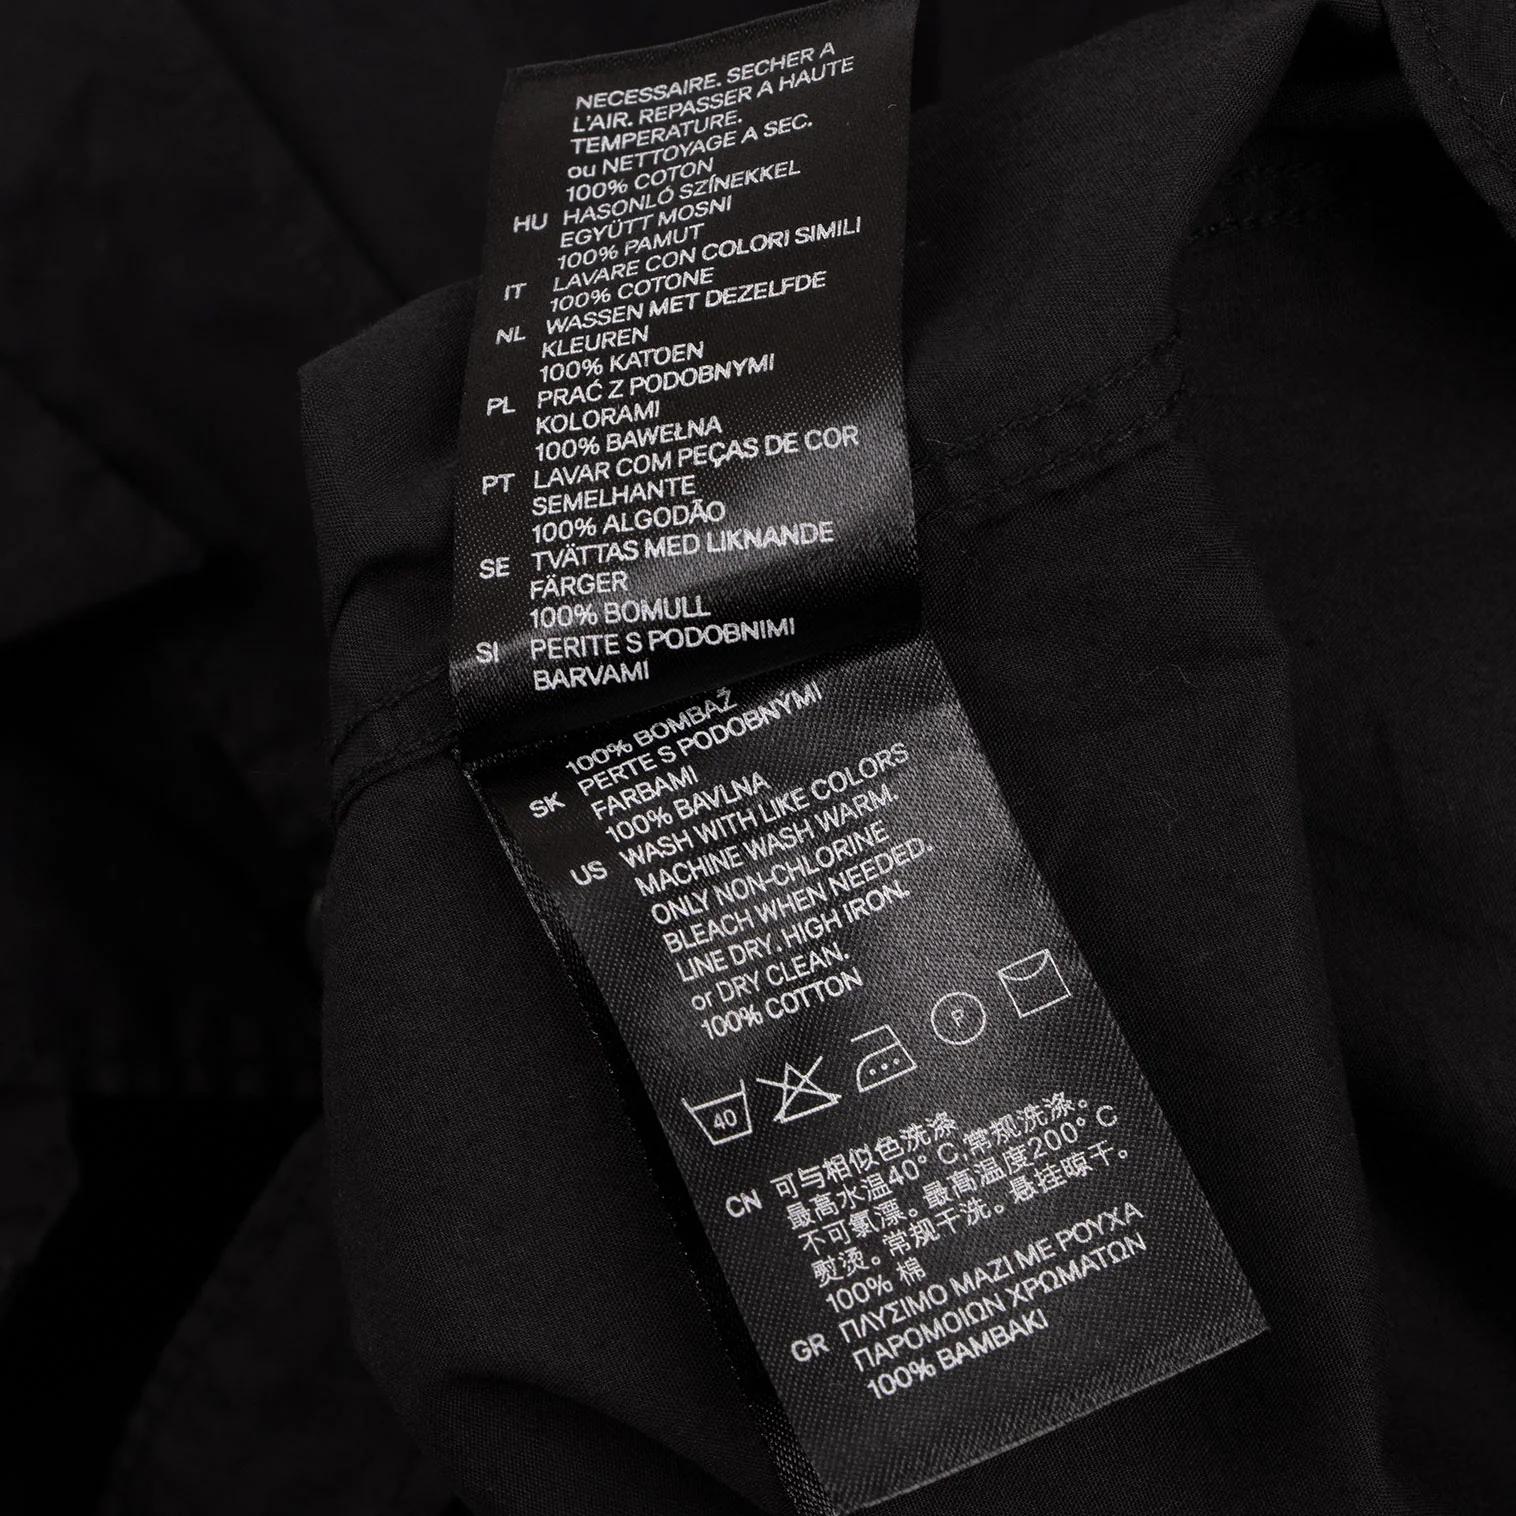 NECESSAIRE. SECHER A
L'AIR. REPASSER A HAUTE
TEMPERATURE.
ou NETTOYAGE A SEC.
100% COTON
HU HASONLÓ SZÍNEKKEL
EGYÜTT MOSNI
100% PAMUT
IT LAVARE CON COLORI SIMILI
100% COTONE
NL WASSEN MET DEZELFDE
KLEUREN
100% KATOEN
PL PRAĆ Z PODOBNYMI
KOLORAMI
100% BAWEŁNA
PT LAVAR COM PEÇAS DE COR
SEMELHANTE
100% ALGODÃO
SE TVÄTTAS MED LIKNANDE
FÄRGER
100% BOMULL
SI PERITE S PODOBNIMI
BARVAMI
100% BOMBAŽ
SK PERTE S PODOBNÝMI
FARBAMI
100% BAVLNA
US WASH WITH LIKE COLORS
MACHINE WASH WARM.
ONLY NON-CHLORINE
BLEACH WHEN NEEDED.
LINE DRY. HIGH IRON.
or DRY CLEAN.
100% COTTON
40 P
CN 可与相似色洗涤
最高水温40°C,常规洗涤。
不可氯漂。最高温度200°C
熨烫。常规干洗。悬挂晾干。
100% 棉
GR ΠΛΥΣΙΜΟ ΜΑΖΙ ΜΕ ΡΟΥΧΑ
ΠΑΡΟΜΟΙΩΝ ΧΡΩΜΑΤΩΝ
100% ΒΑΜΒΑΚΙ